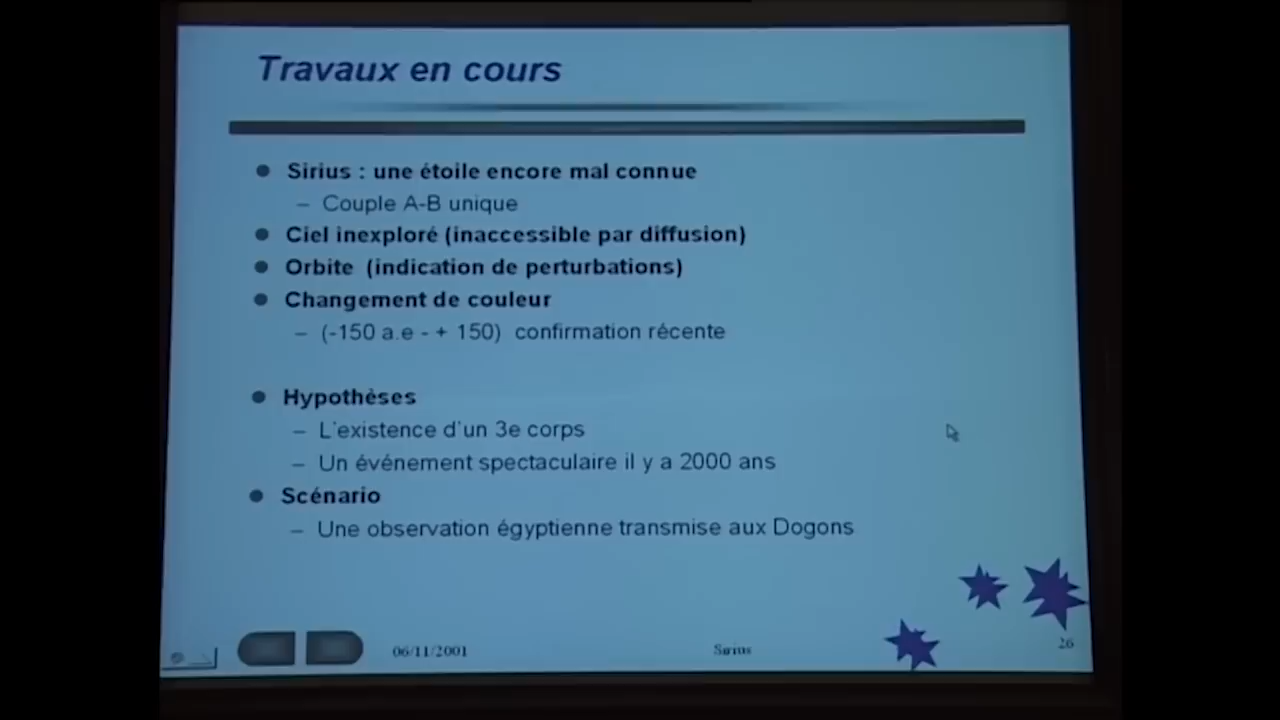 Travaux en cours
Sirius : une étoile encore mal connue
– Couple A-B unique
Ciel inexploré (inaccessible par diffusion)
Orbite (indication de perturbations)
Changement de couleur
– (-150 a.e - + 150) confirmation récente
Hypothèses
– L'existence d'un 3e corps
– Un événement spectaculaire il y a 2000 ans
Scénario
– Une observation égyptienne transmise aux Dogons
06/11/2001
Sirius
26